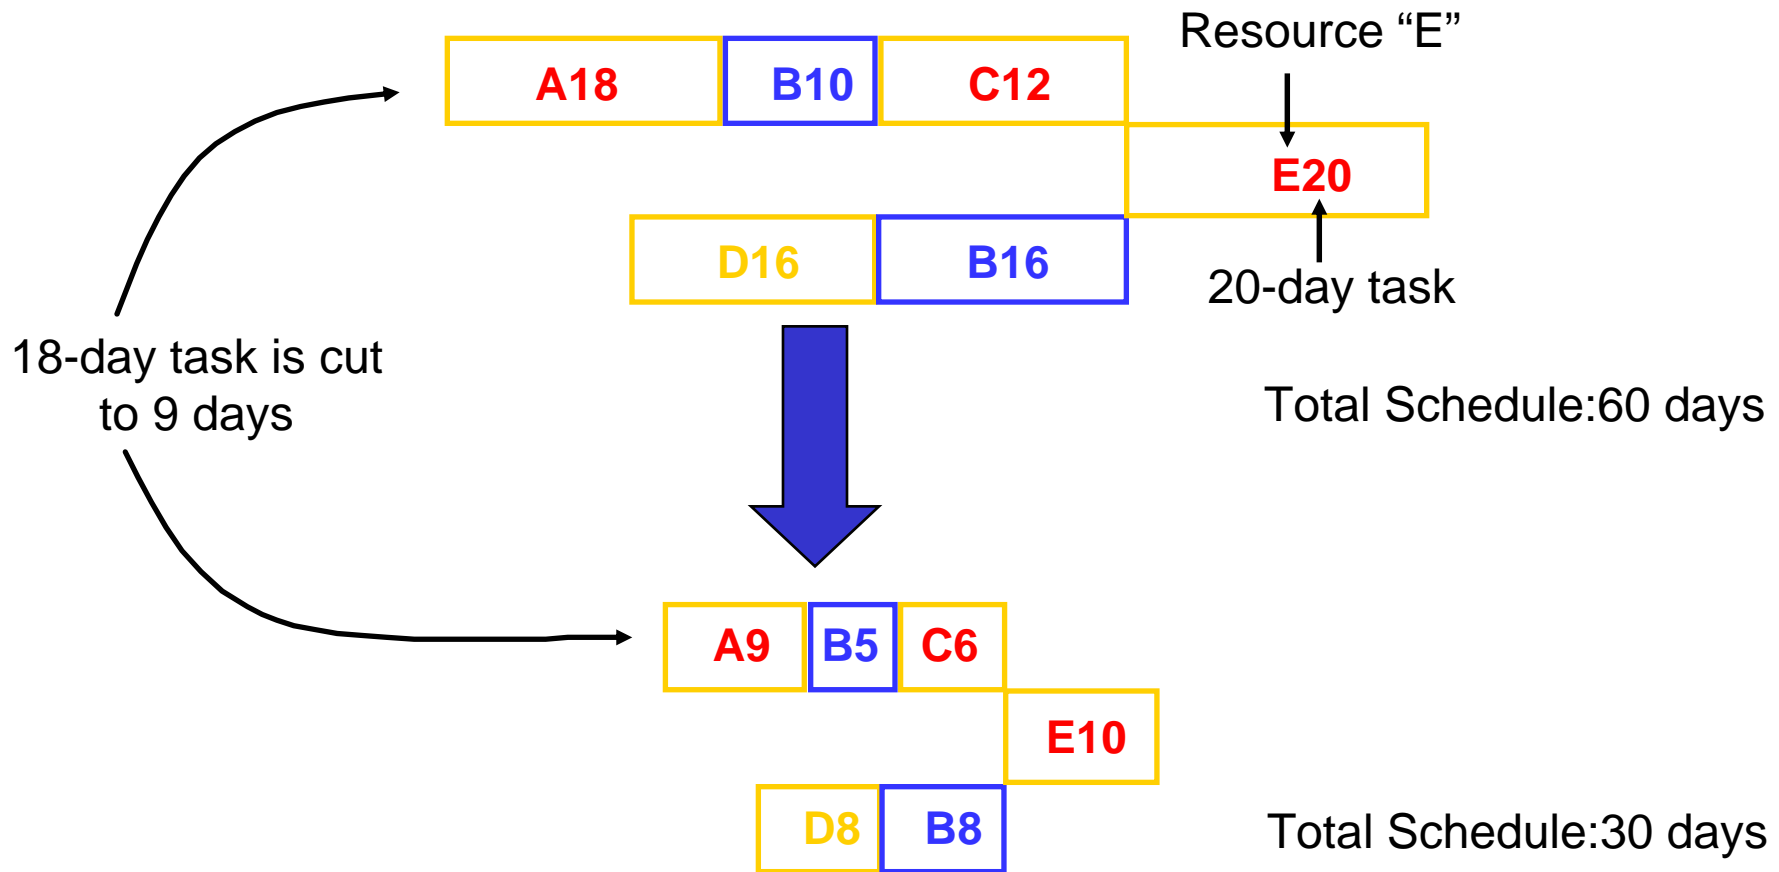 Resource “E”
A18 B10 C12
E20
D16 B16
20-day task
18-day task is cut
to 9 days
Total Schedule:60 days
A9 B5 C6
E10
D8 B8
Total Schedule:30 days